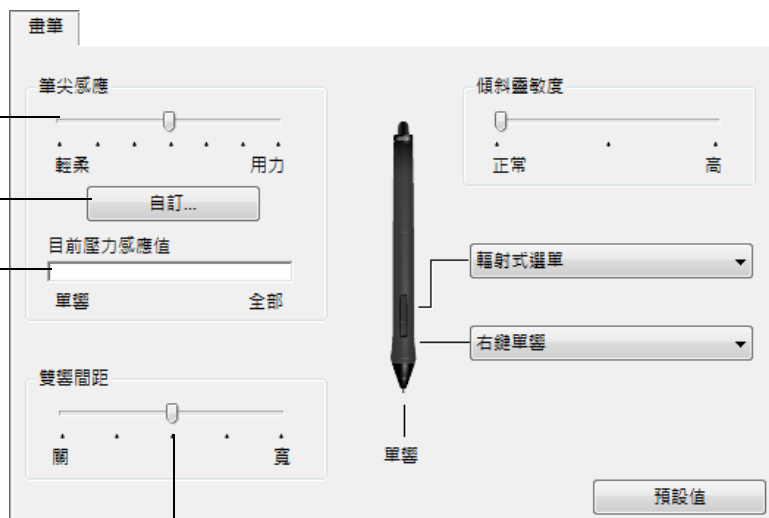 畫筆
筆尖感應
輕柔
用力
自訂...
目前壓力感應值
單響
全部
雙響間距
關
寬
單響
傾斜靈敏度
正常
高
輻射式選單
右鍵單響
預設值